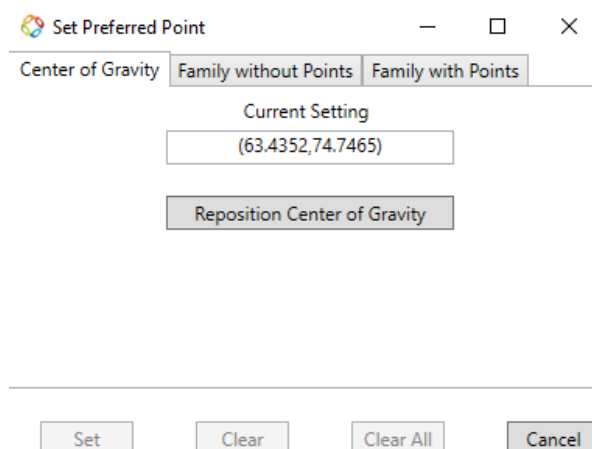 Set Preferred Point
Center of Gravity Family without Points Family with Points
Current Setting
(63.4352,74.7465)
Reposition Center of Gravity
Set Clear Clear All Cancel